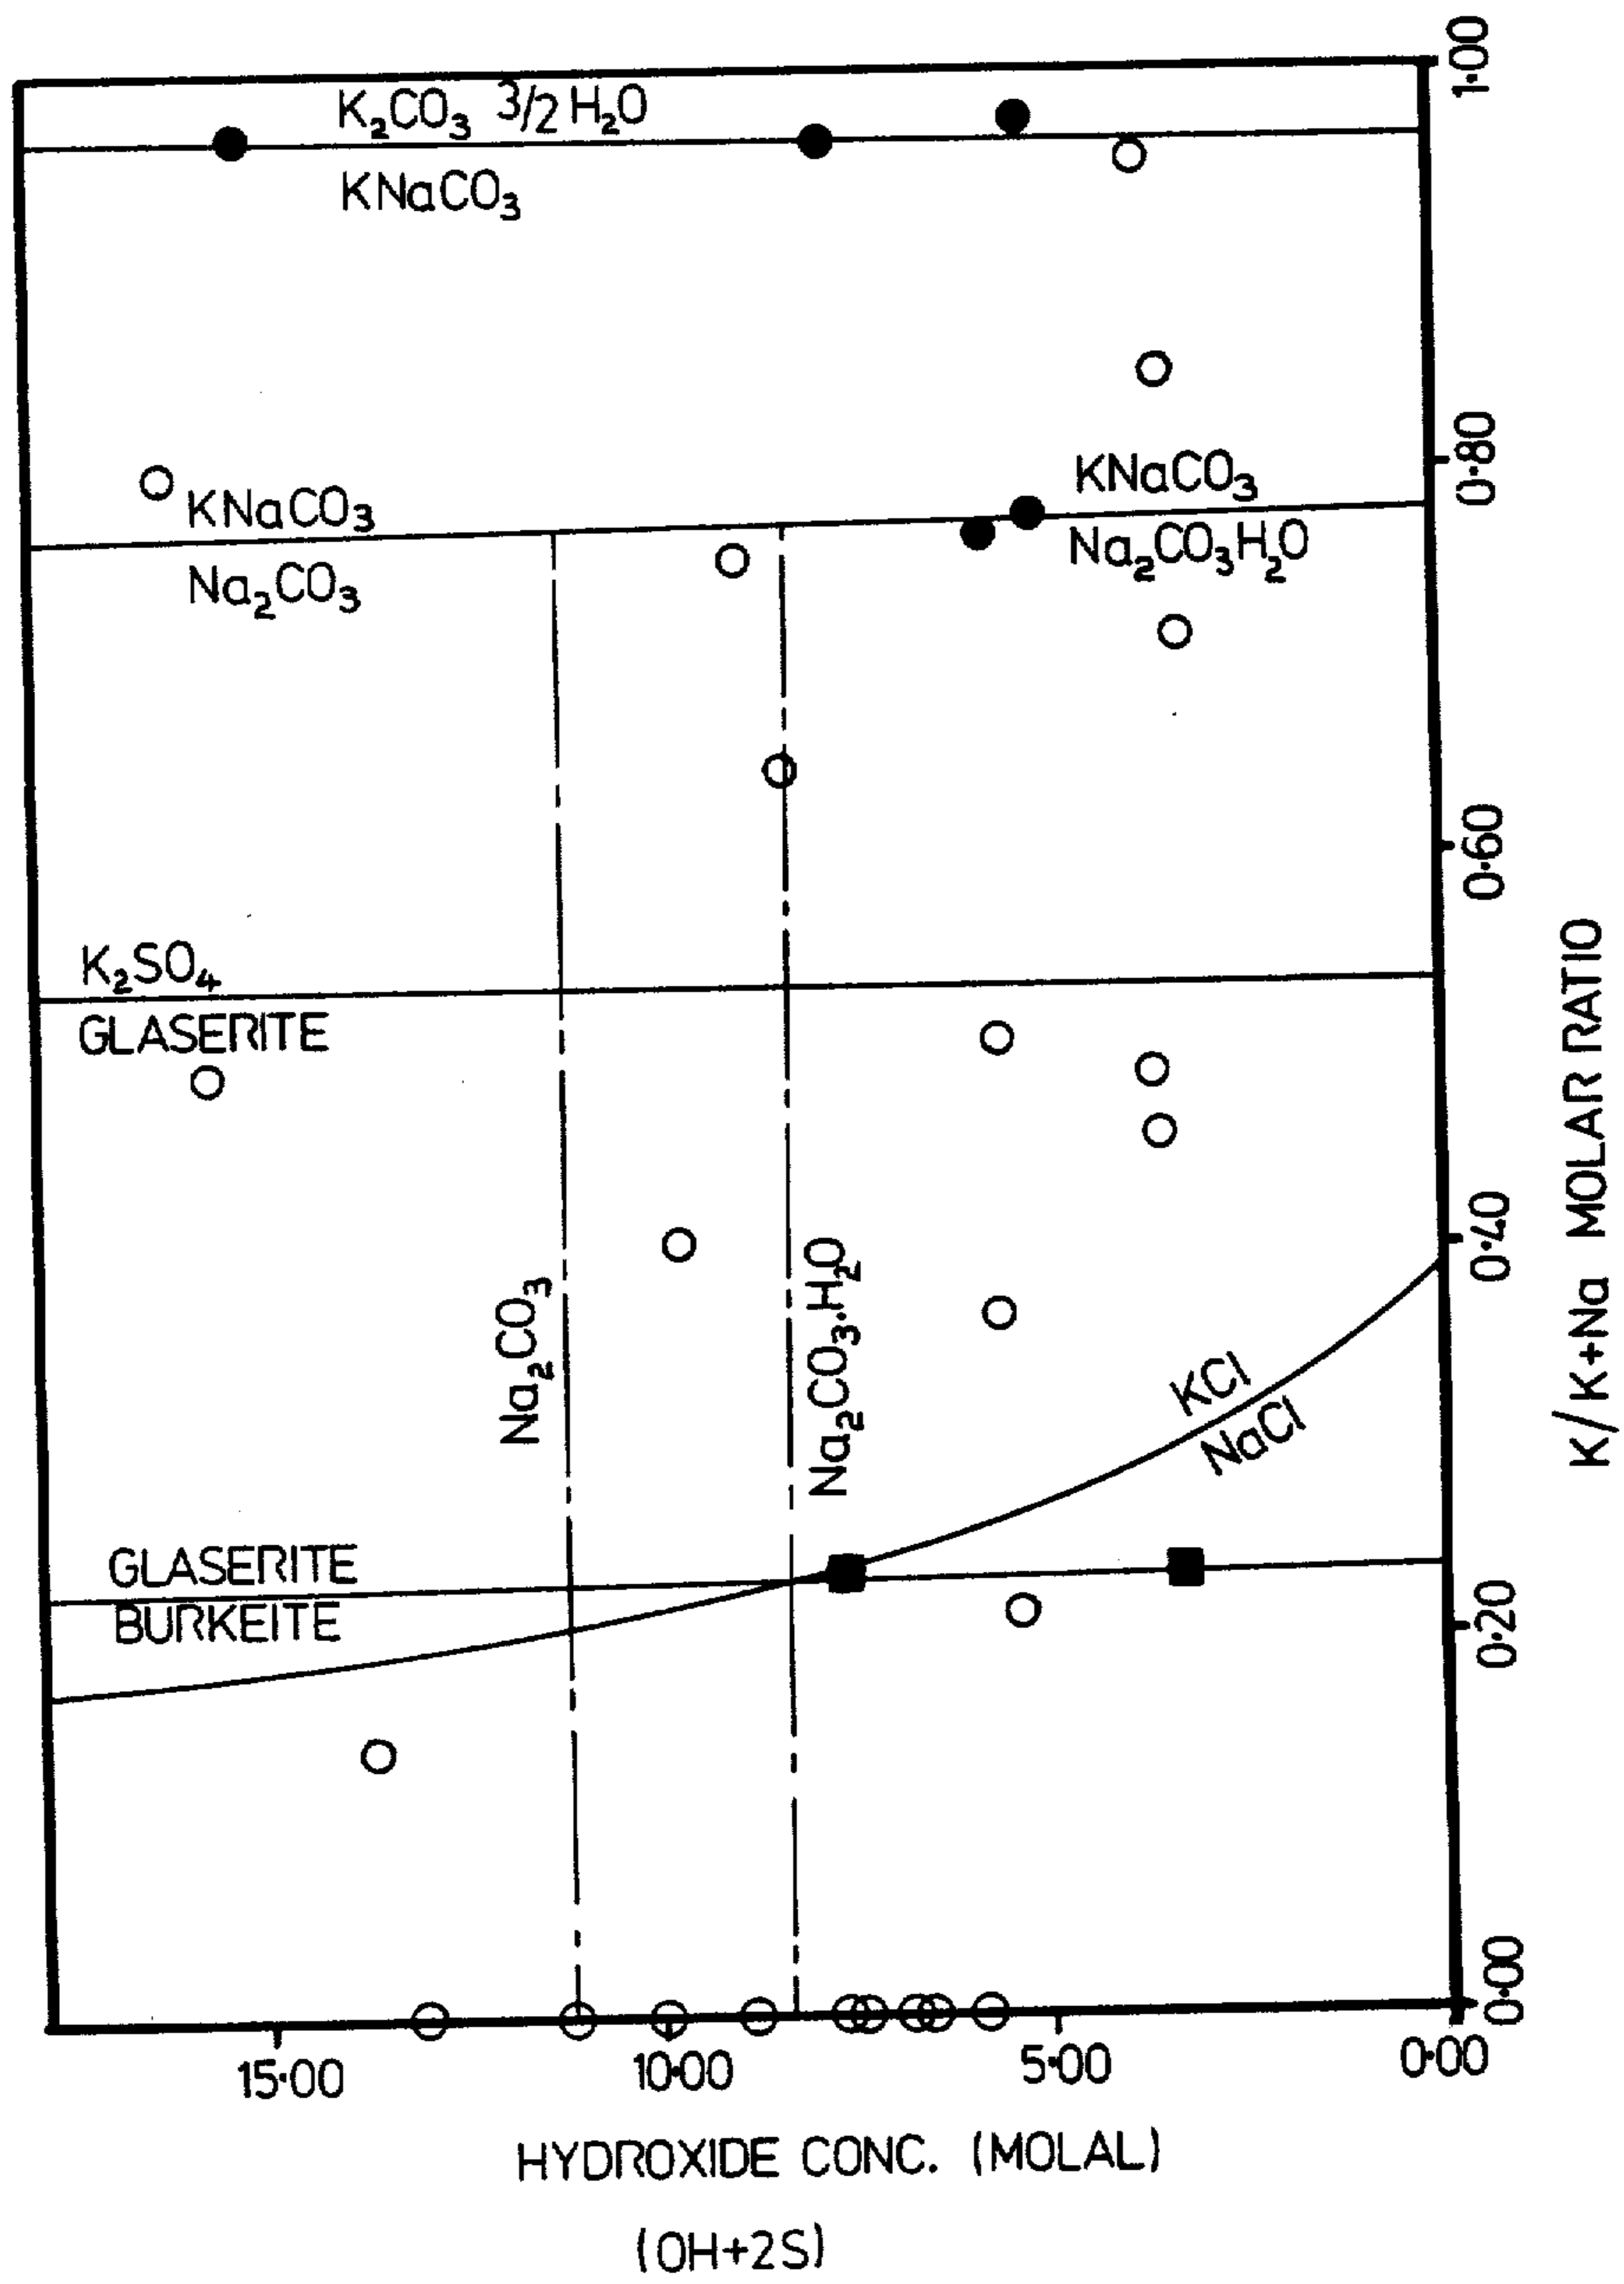 K₂CO₃ 3/2 H₂O
KNaCO₃
KNaCO₃
Na₂CO₃
KNaCO₃
Na₂CO₃H₂O
K₂SO₄
GLASERITE
Na₂CO₃
Na₂CO₃·H₂O
KCl
NaCl
GLASERITE
BURKEITE
1·00
0·80
0·60
0·40
0·20
0·00
K/K+Na MOLAR RATIO
15·00
10·00
5·00
0·00
HYDROXIDE CONC. (MOLAL)
(OH+2S)